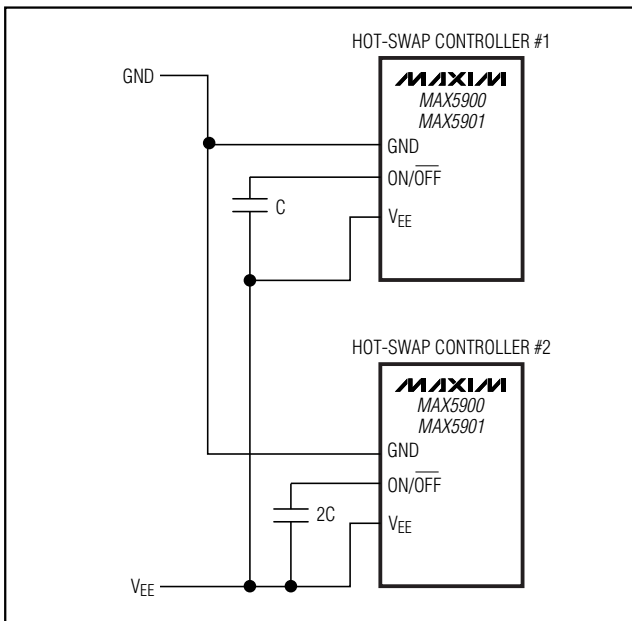 HOT-SWAP CONTROLLER #1
GND
MAXIM
MAX5900
MAX5901
GND
ON/OFF
C
VEE
HOT-SWAP CONTROLLER #2
MAXIM
MAX5900
MAX5901
GND
ON/OFF
2C
VEE
VEE